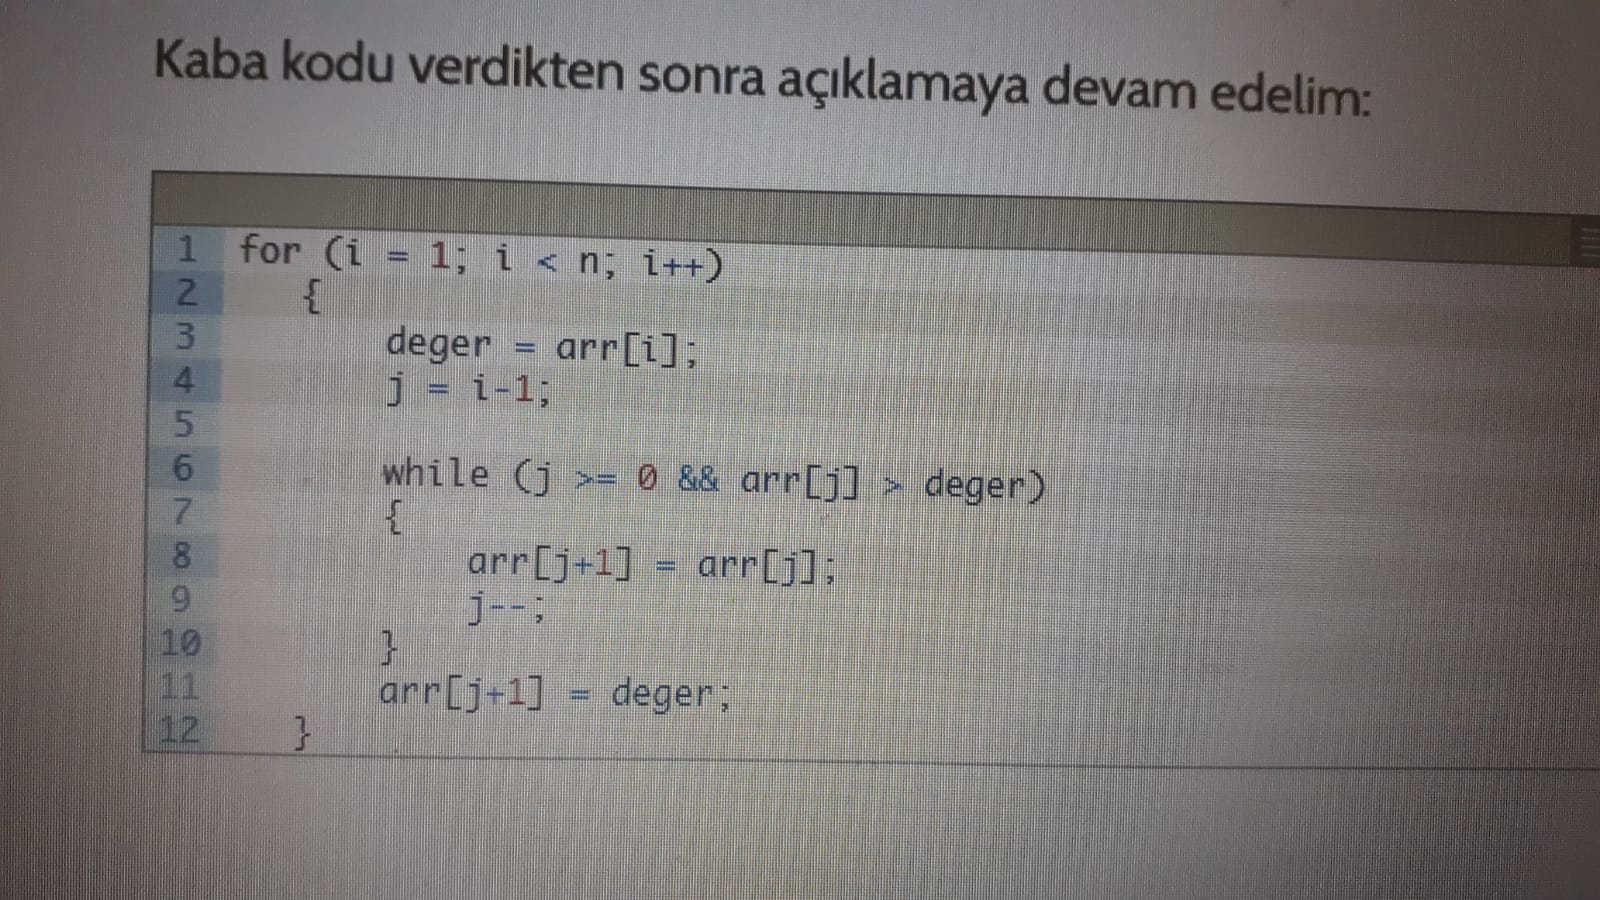 Kaba kodu verdikten sonra açıklamaya devam edelim:
1 for (i = 1; i < n; i++)
2 {
3 deger = arr[i];
4 j = i-1;
5
6 while (j >= 0 && arr[j] > deger)
7 {
8 arr[j+1] = arr[j];
9 j--;
10 }
11 arr[j+1] = deger;
12 }